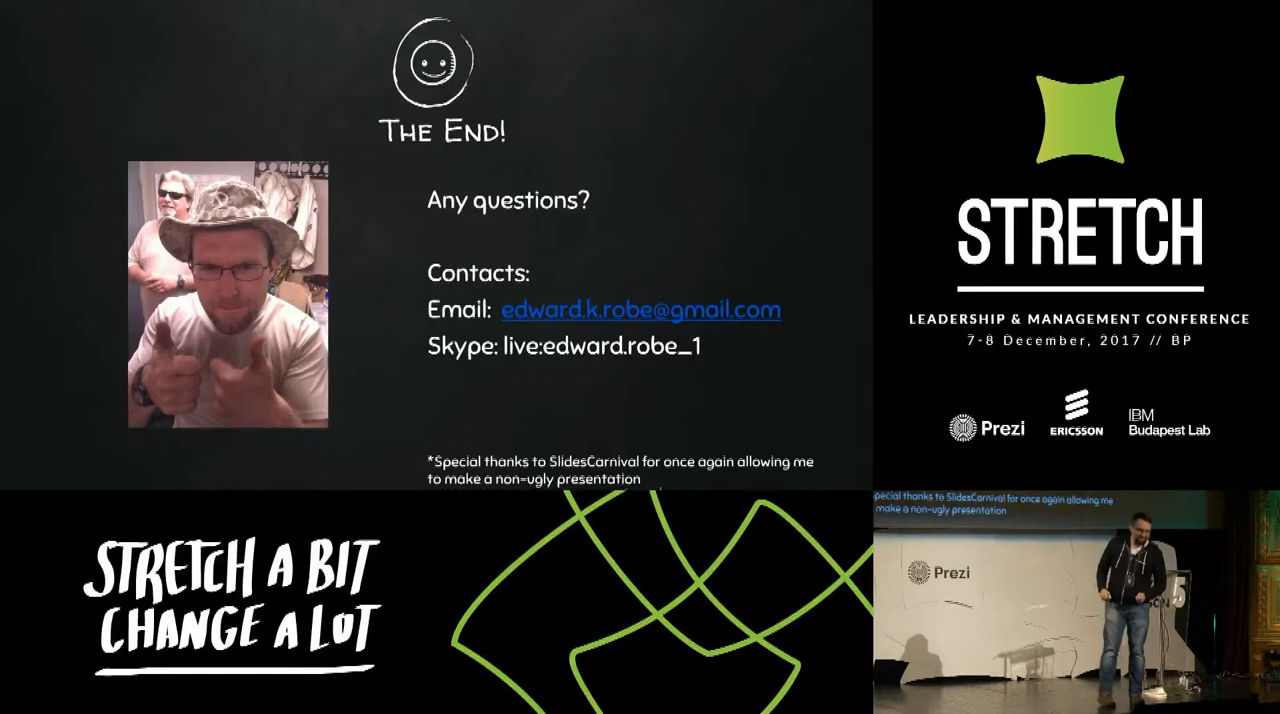 THE END!
Any questions?
Contacts:
Email: edward.k.robe@gmail.com
Skype: live:edward.robe_1
*Special thanks to SlidesCarnival for once again allowing me
to make a non-ugly presentation
STRETCH
LEADERSHIP & MANAGEMENT CONFERENCE
7-8 December, 2017 // BP
Prezi
ERICSSON
IBM
Budapest Lab
STRETCH A BIT
CHANGE A LOT
pecial thanks to SlidesCarnival for once again allowing me
make a non-ugly presentation
Prezi